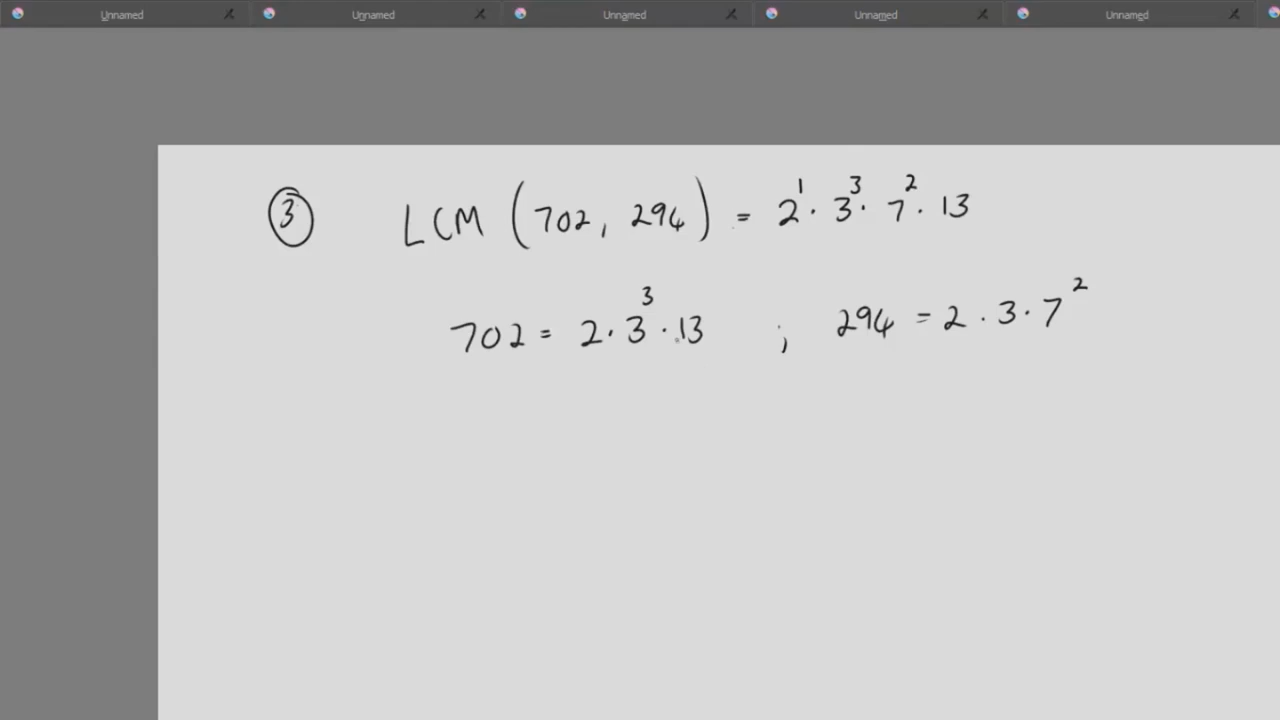 Unnamed Unnamed Unnamed Unnamed Unnamed
③ LCM (702, 294) = 2¹ · 3³ · 7² · 13
702 = 2 · 3³ · 13 ; 294 = 2 · 3 · 7²